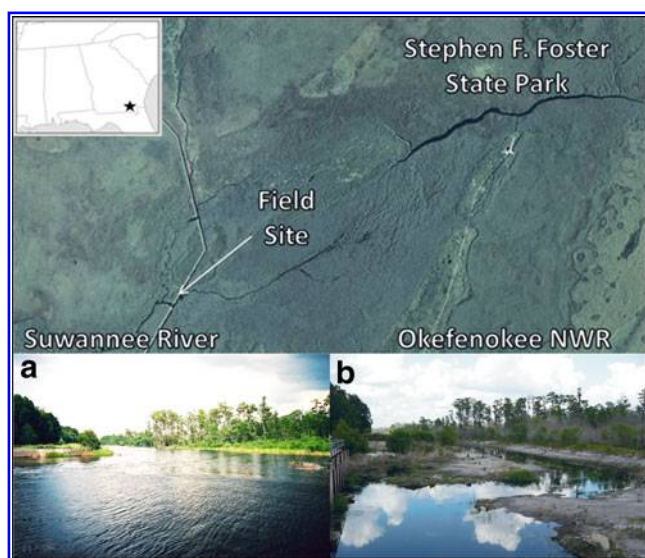 Stephen F. Foster
State Park
Field
Site
Suwannee River
Okefenokee NWR
a
b